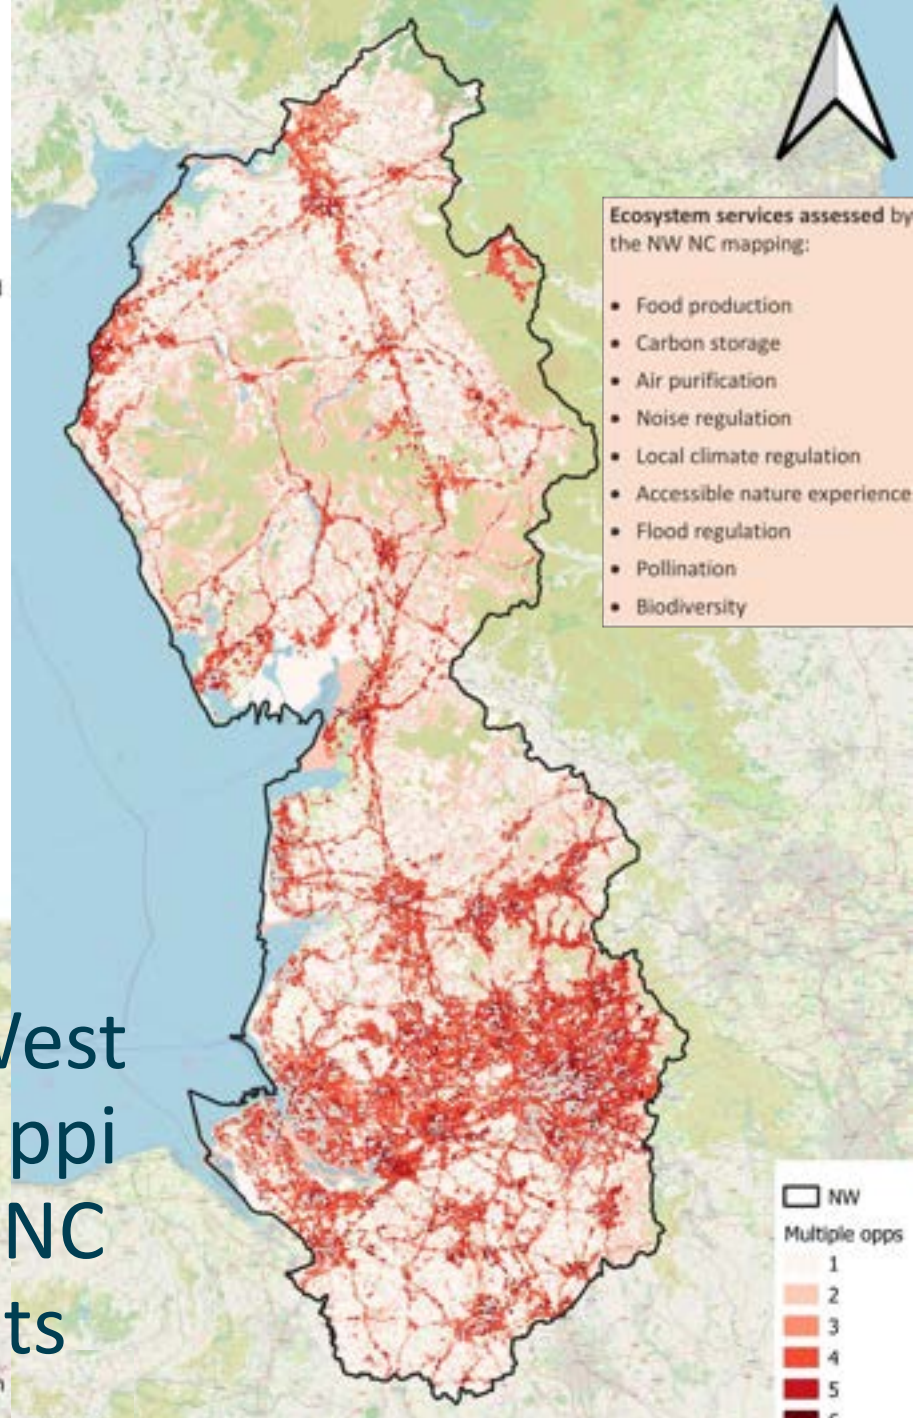 Ecosystem services assessed by
the NW NC mapping:
• Food production
• Carbon storage
• Air purification
• Noise regulation
• Local climate regulation
• Accessible nature experience
• Flood regulation
• Pollination
• Biodiversity
est
ppi
NC
ts
NW
Multiple opps
1
2
3
4
5